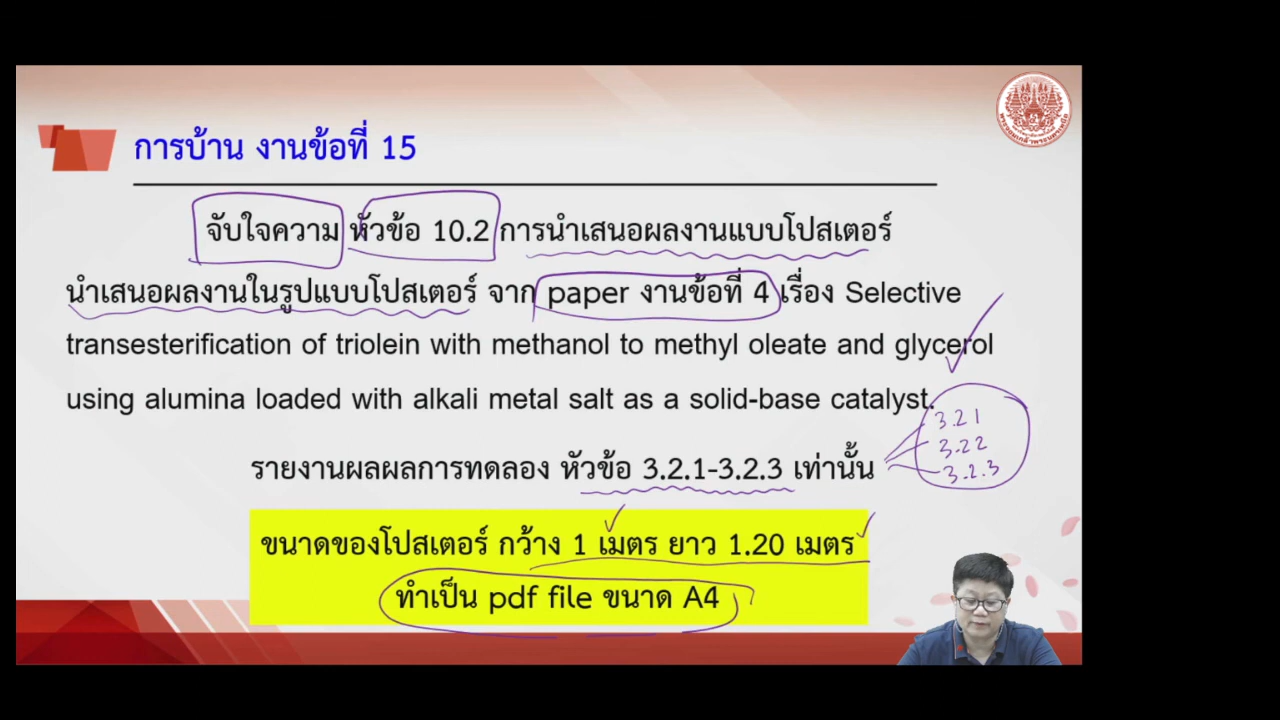 การบ้าน งานข้อที่ 15
จับใจความ หัวข้อ 10.2 การนำเสนอผลงานแบบโปสเตอร์
นำเสนอผลงานในรูปแบบโปสเตอร์ จาก paper งานข้อที่ 4 เรื่อง Selective
transesterification of triolein with methanol to methyl oleate and glycerol
using alumina loaded with alkali metal salt as a solid-base catalyst.
3.21
3.22
3.2.3
รายงานผลผลการทดลอง หัวข้อ 3.2.1-3.2.3 เท่านั้น
ขนาดของโปสเตอร์ กว้าง 1 เมตร ยาว 1.20 เมตร
ทำเป็น pdf file ขนาด A4